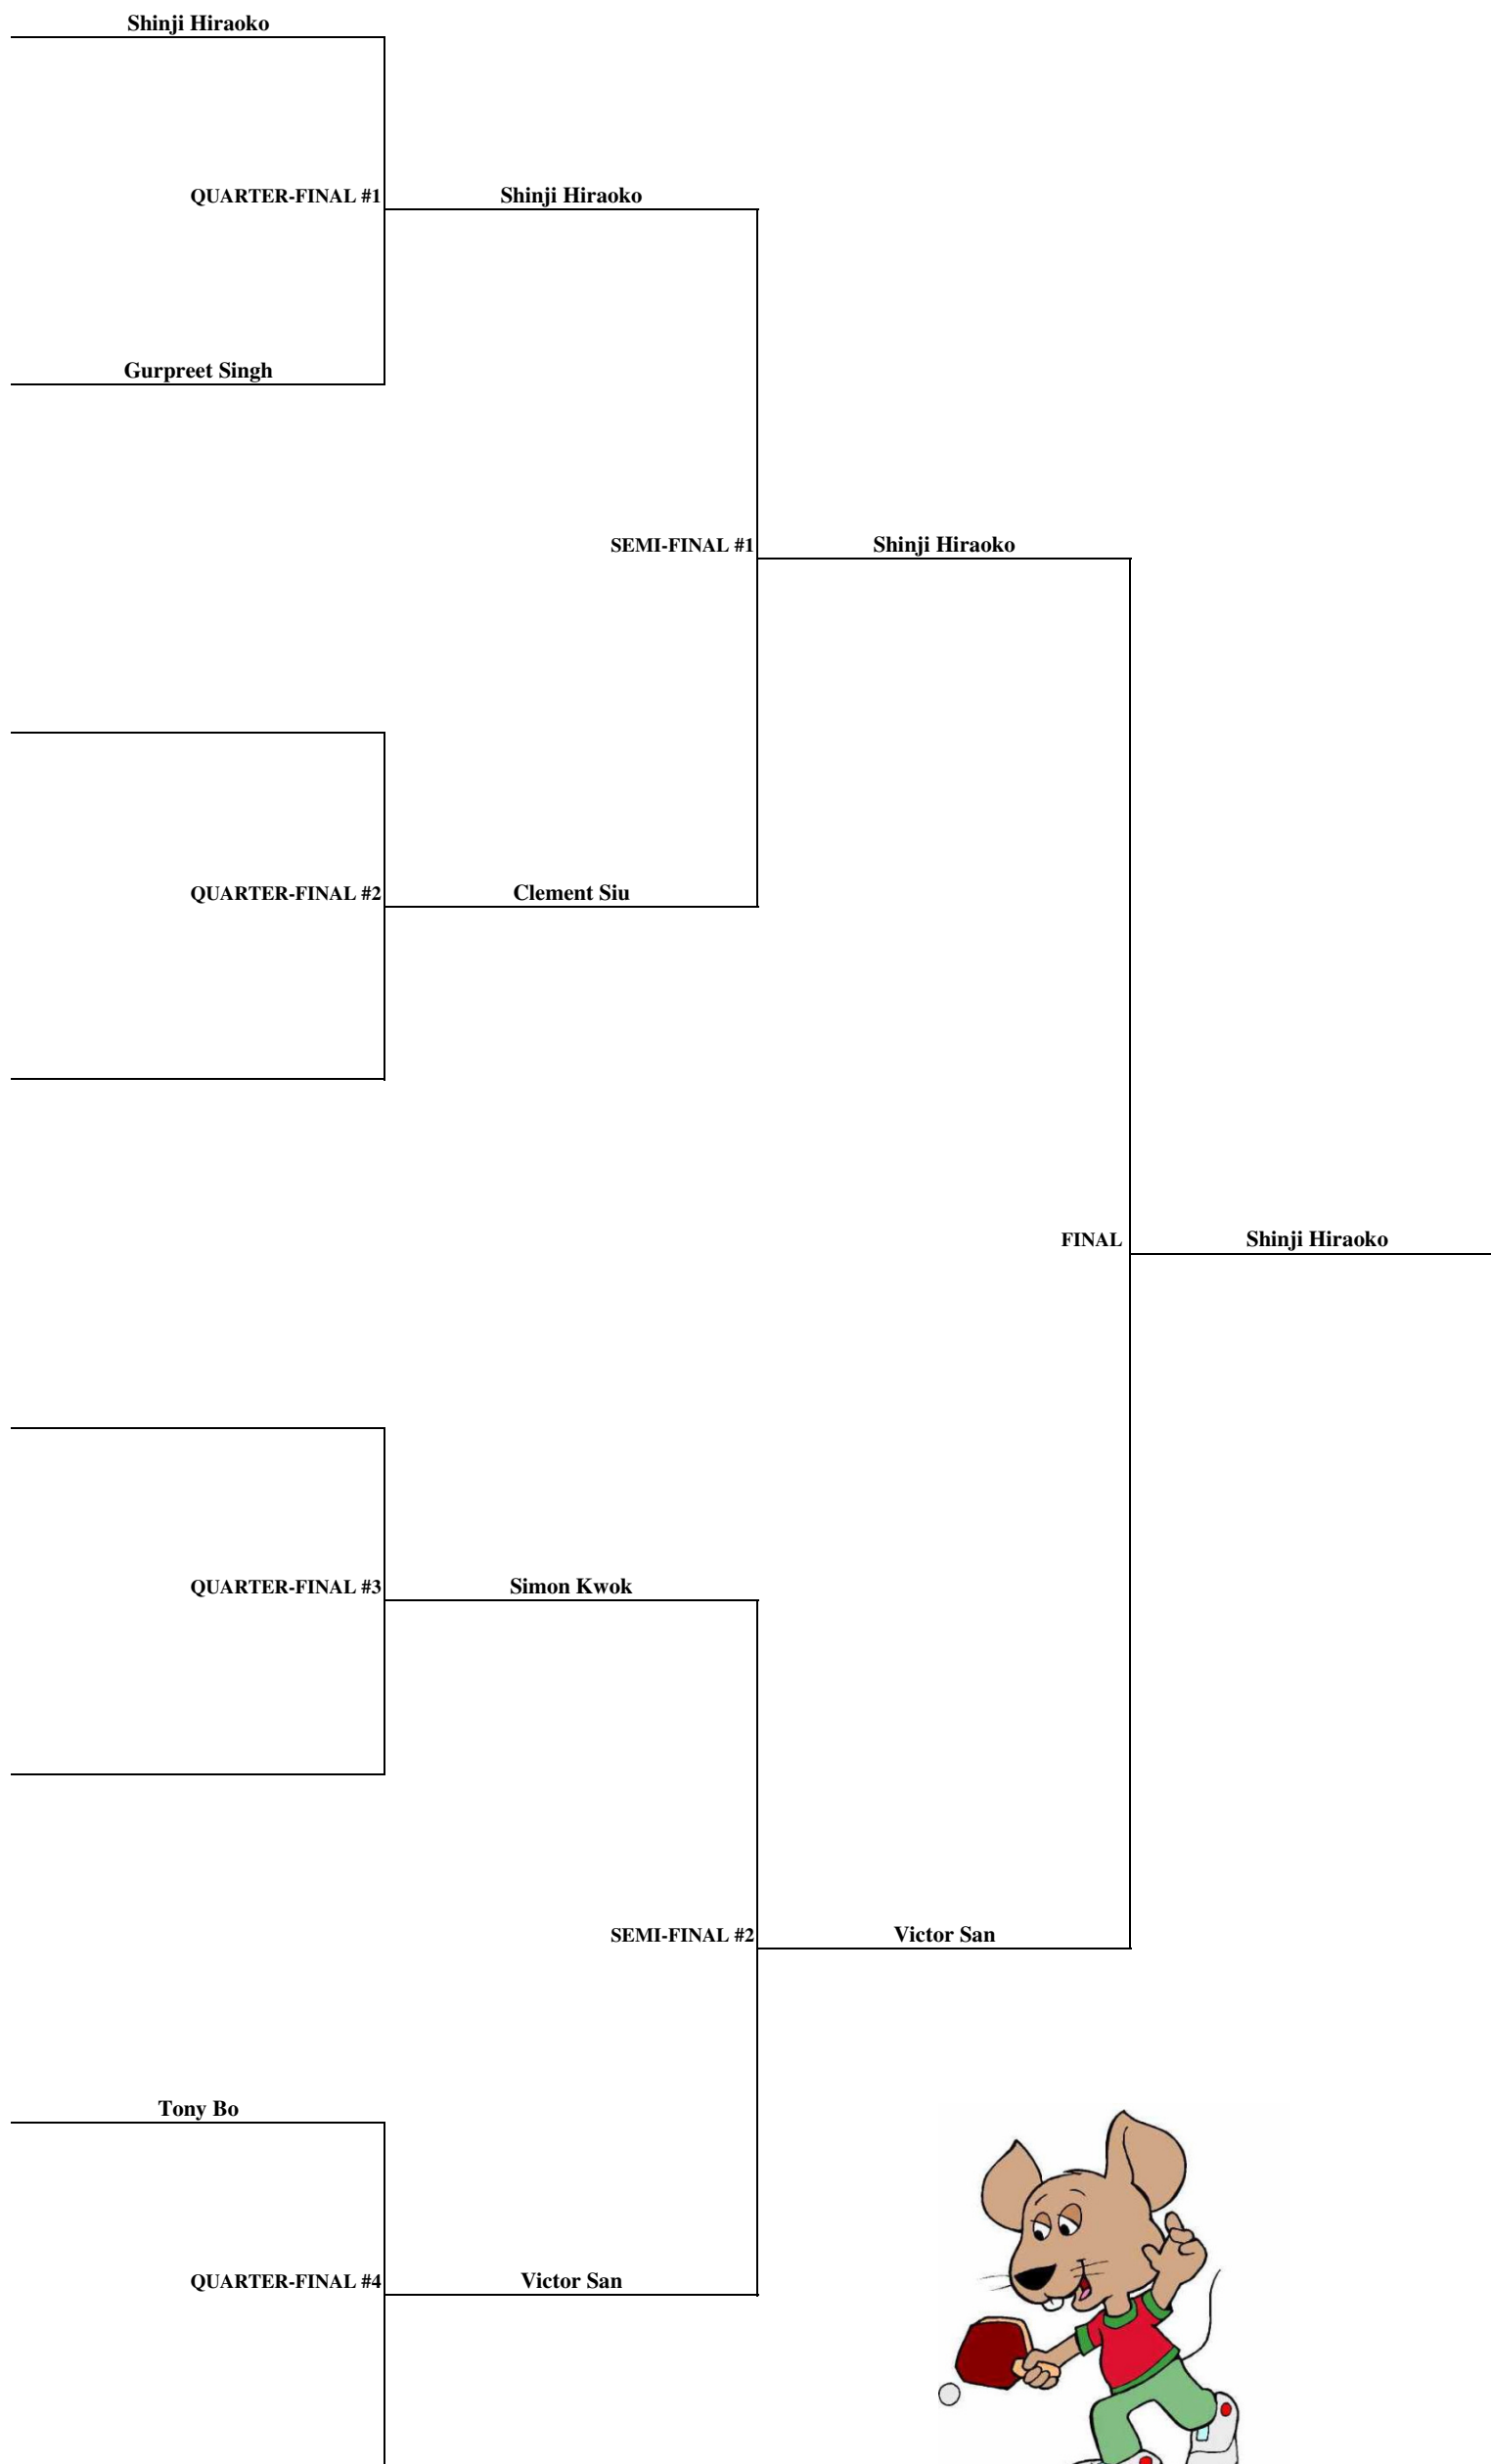 Shinji Hiraoko
QUARTER-FINAL #1
Shinji Hiraoko
Gurpreet Singh
SEMI-FINAL #1
Shinji Hiraoko
QUARTER-FINAL #2
Clement Siu
FINAL
Shinji Hiraoko
QUARTER-FINAL #3
Simon Kwok
SEMI-FINAL #2
Victor San
Tony Bo
QUARTER-FINAL #4
Victor San